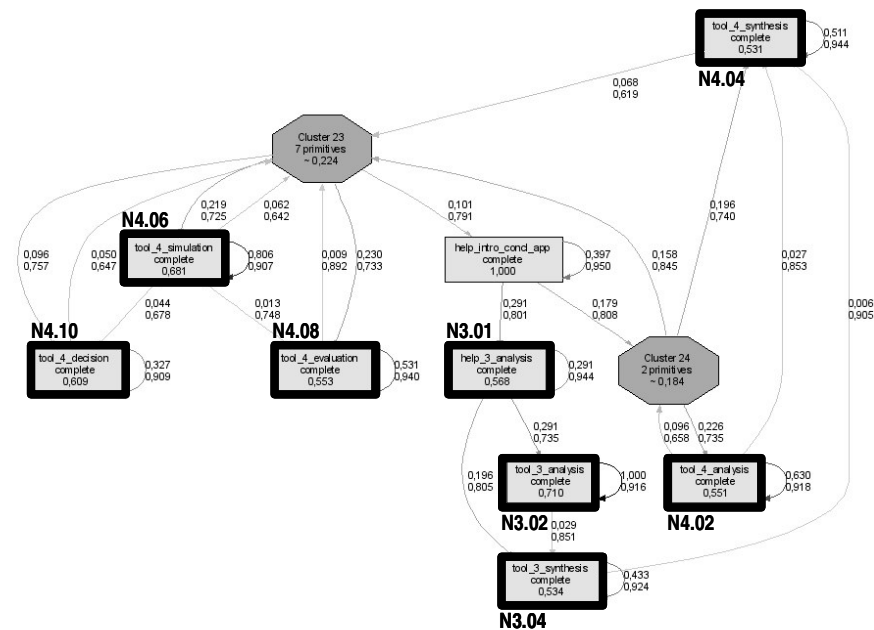 tool_4_synthesis
complete
0,531
0,511
0,944
N4.04
0,068
0,619
Cluster 23
7 primitives
~ 0,224
0,219
0,725
0,062
0,642
0,101
0,791
0,196
0,740
N4.06
tool_4_simulation
complete
0,681
0,806
0,907
0,096
0,757
0,050
0,647
0,009
0,892
0,230
0,733
help_intro_concl_app
complete
1,000
0,397
0,950
0,158
0,845
0,027
0,853
0,044
0,678
0,013
0,748
0,291
0,801
0,179
0,808
0,006
0,905
N4.10
tool_4_decision
complete
0,609
0,327
0,909
N4.08
tool_4_evaluation
complete
0,553
0,531
0,940
N3.01
help_3_analysis
complete
0,568
0,291
0,944
Cluster 24
2 primitives
~ 0,184
0,291
0,735
0,096
0,658
0,226
0,735
0,196
0,805
tool_3_analysis
complete
0,710
1,000
0,916
N3.02
tool_4_analysis
complete
0,551
0,630
0,918
N4.02
0,029
0,851
tool_3_synthesis
complete
0,534
0,433
0,924
N3.04